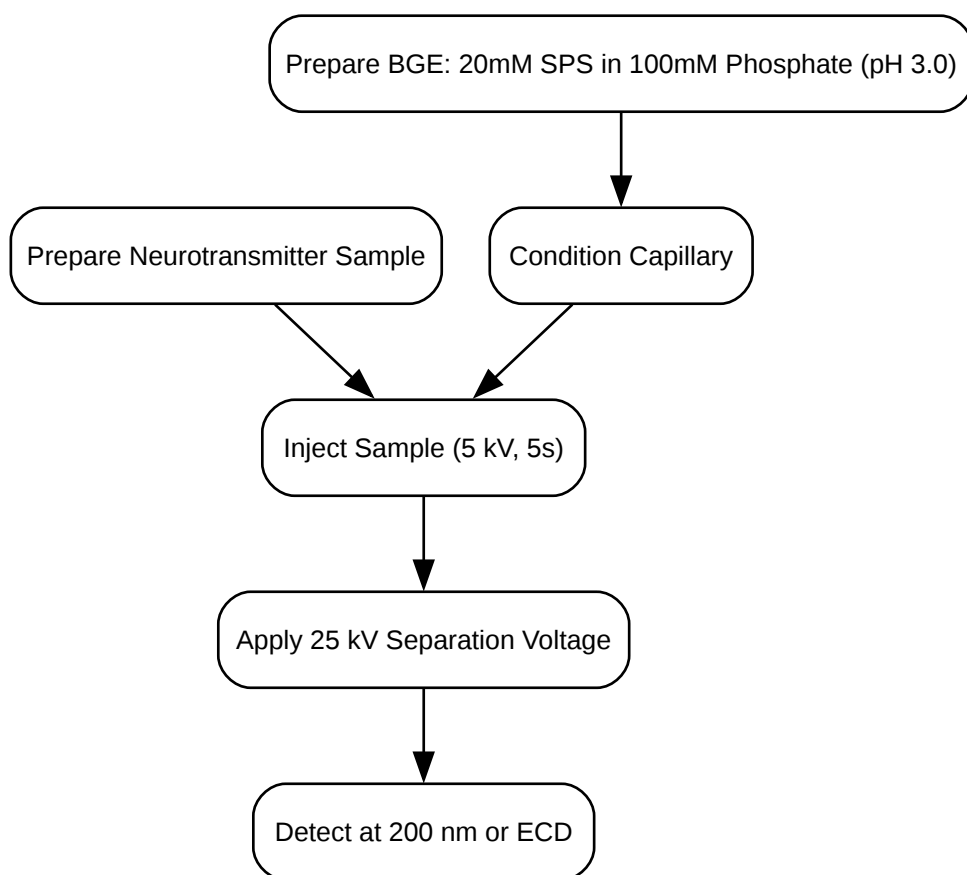 Prepare BGE: 20mM SPS in 100mM Phosphate (pH 3.0)
Prepare Neurotransmitter Sample
Condition Capillary
Inject Sample (5 kV, 5s)
Apply 25 kV Separation Voltage
Detect at 200 nm or ECD